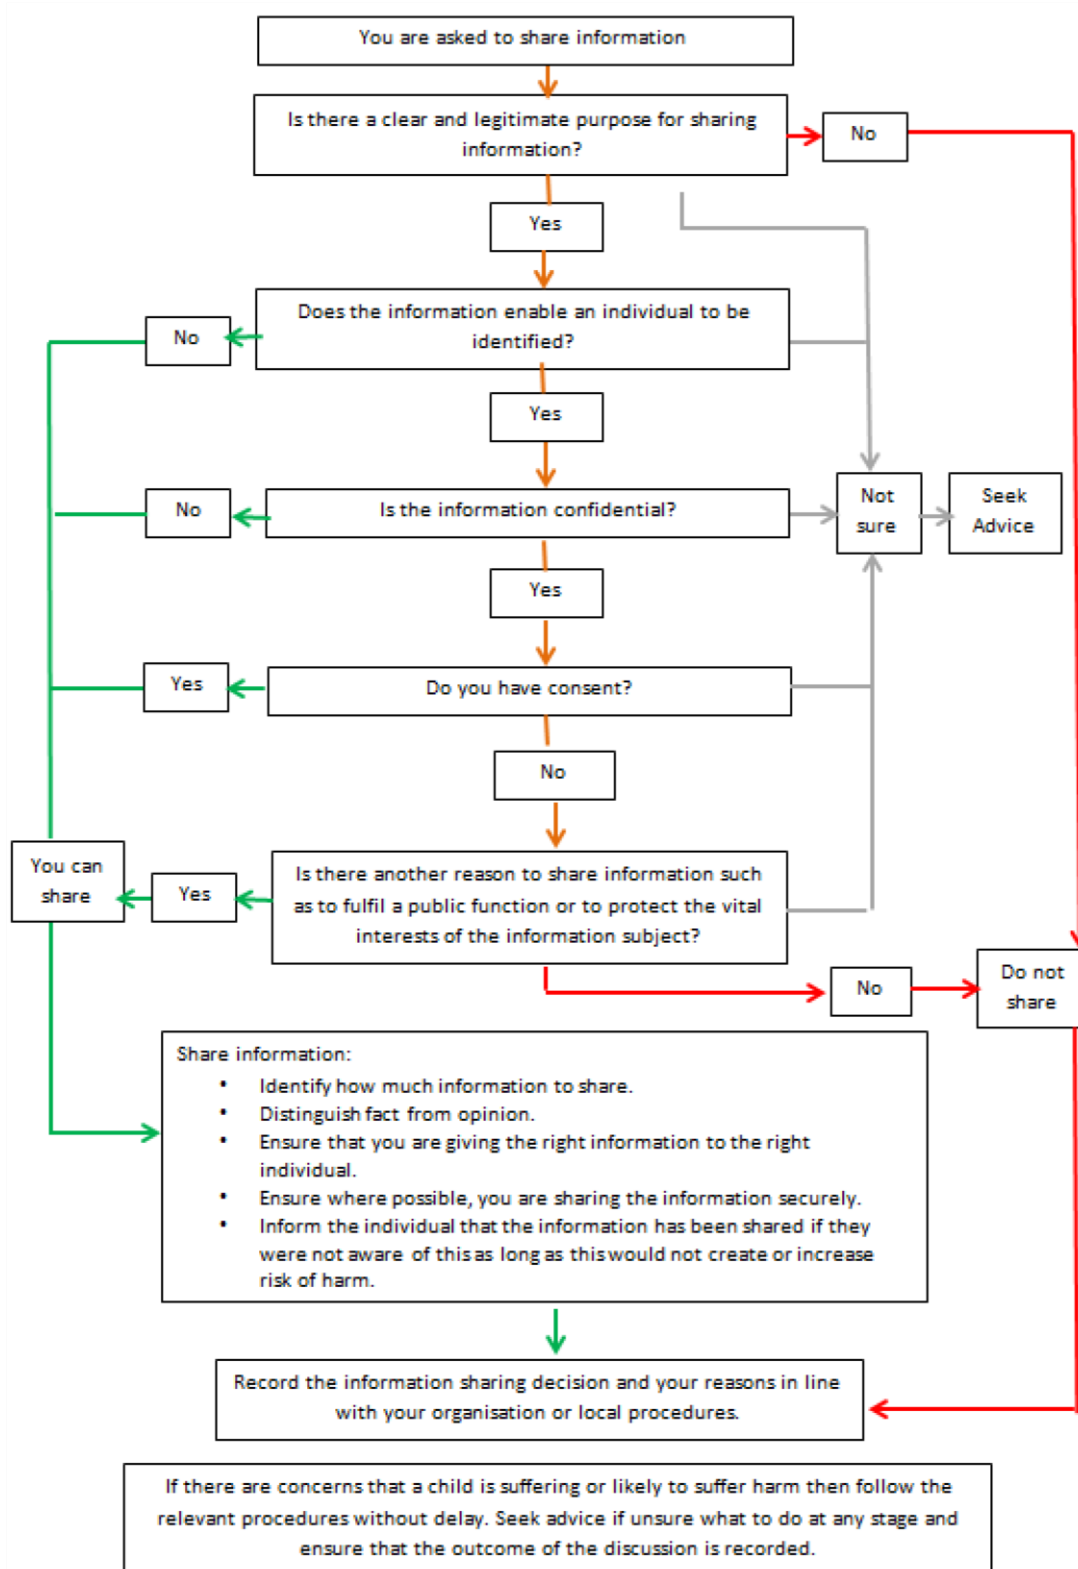 You are asked to share information
Is there a clear and legitimate purpose for sharing
information?
No
Yes
Does the information enable an individual to be
identified?
No
Yes
Is the information confidential?
No
Not
sure
Seek
Advice
Yes
Do you have consent?
Yes
No
Is there another reason to share information such
as to fulfil a public function or to protect the vital
interests of the information subject?
Yes
You can
share
No
Do not
share
Share information:
• Identify how much information to share.
• Distinguish fact from opinion.
• Ensure that you are giving the right information to the right
individual.
• Ensure where possible, you are sharing the information securely.
• Inform the individual that the information has been shared if they
were not aware of this as long as this would not create or increase
risk of harm.
Record the information sharing decision and your reasons in line
with your organisation or local procedures.
If there are concerns that a child is suffering or likely to suffer harm then follow the
relevant procedures without delay. Seek advice if unsure what to do at any stage and
ensure that the outcome of the discussion is recorded.